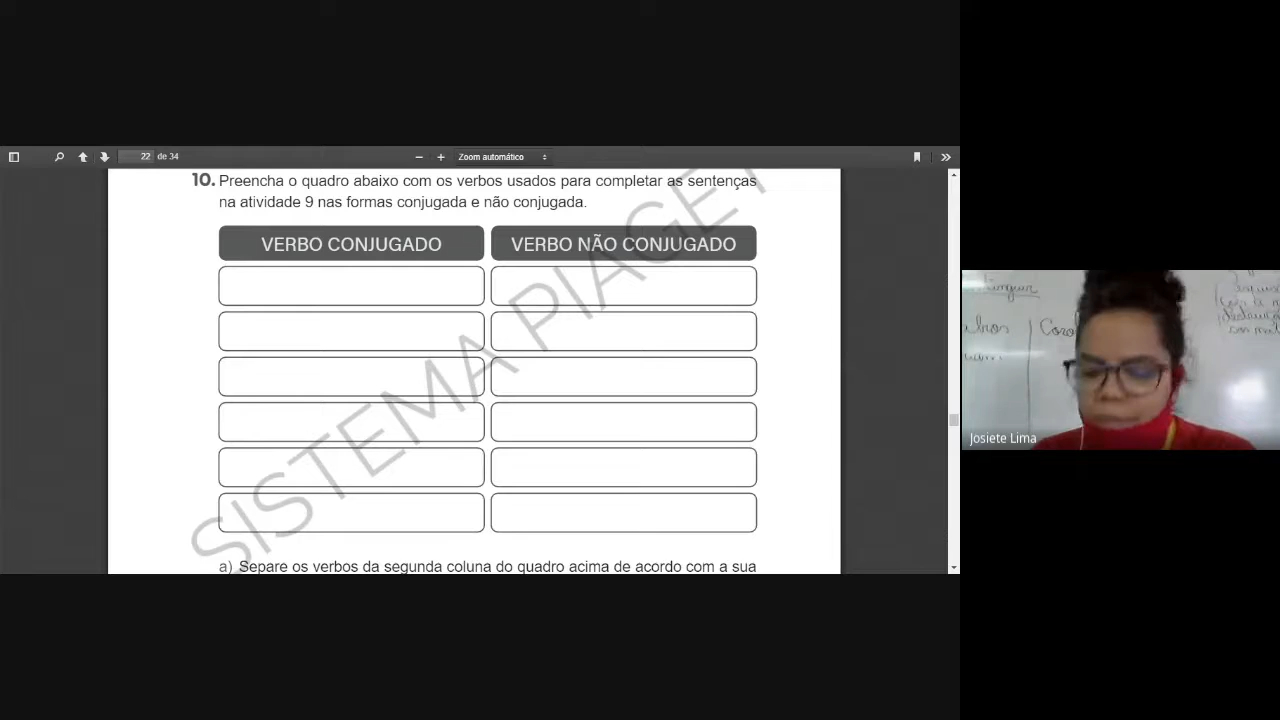 22 de 34
Zoom automático
10. Preencha o quadro abaixo com os verbos usados para completar as sentenças
na atividade 9 nas formas conjugada e não conjugada.
VERBO CONJUGADO
VERBO NÃO CONJUGADO
SISTEMA PIAGET
a) Separe os verbos da segunda coluna do quadro acima de acordo com a sua
Josiete Lima